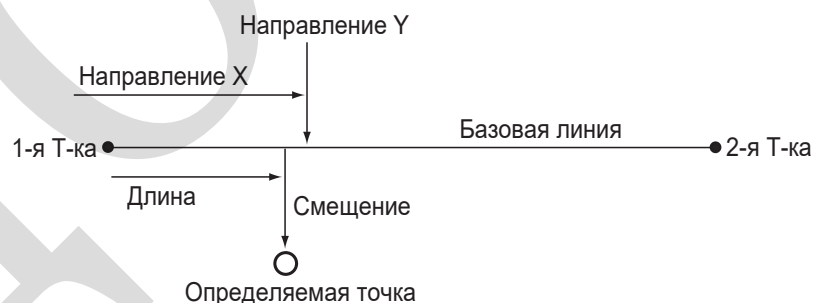 Направление Y
Направление X
Базовая линия
1-я Т-ка
2-я Т-ка
Длина
Смещение
Определяемая точка